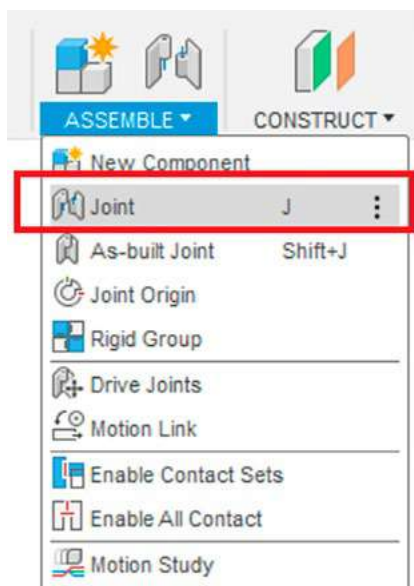 ASSEMBLE CONSTRUCT
New Component
Joint J
As-built Joint Shift+J
Joint Origin
Rigid Group
Drive Joints
Motion Link
Enable Contact Sets
Enable All Contact
Motion Study